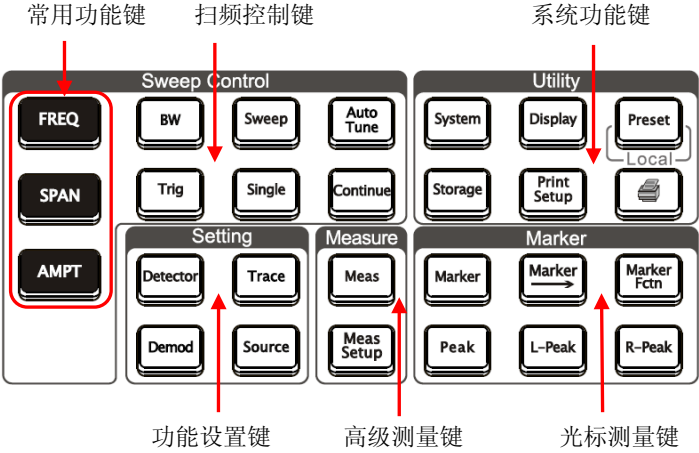 常用功能键 扫频控制键 系统功能键
Sweep Control Utility
FREQ BW Sweep Auto Tune System Display Preset
Local
SPAN Trig Single Continue Storage Print Setup
Setting Measure Marker
AMPT Detector Trace Meas Marker Marker → Marker Fctn
Demod Source Meas Setup Peak L-Peak R-Peak
功能设置键 高级测量键 光标测量键